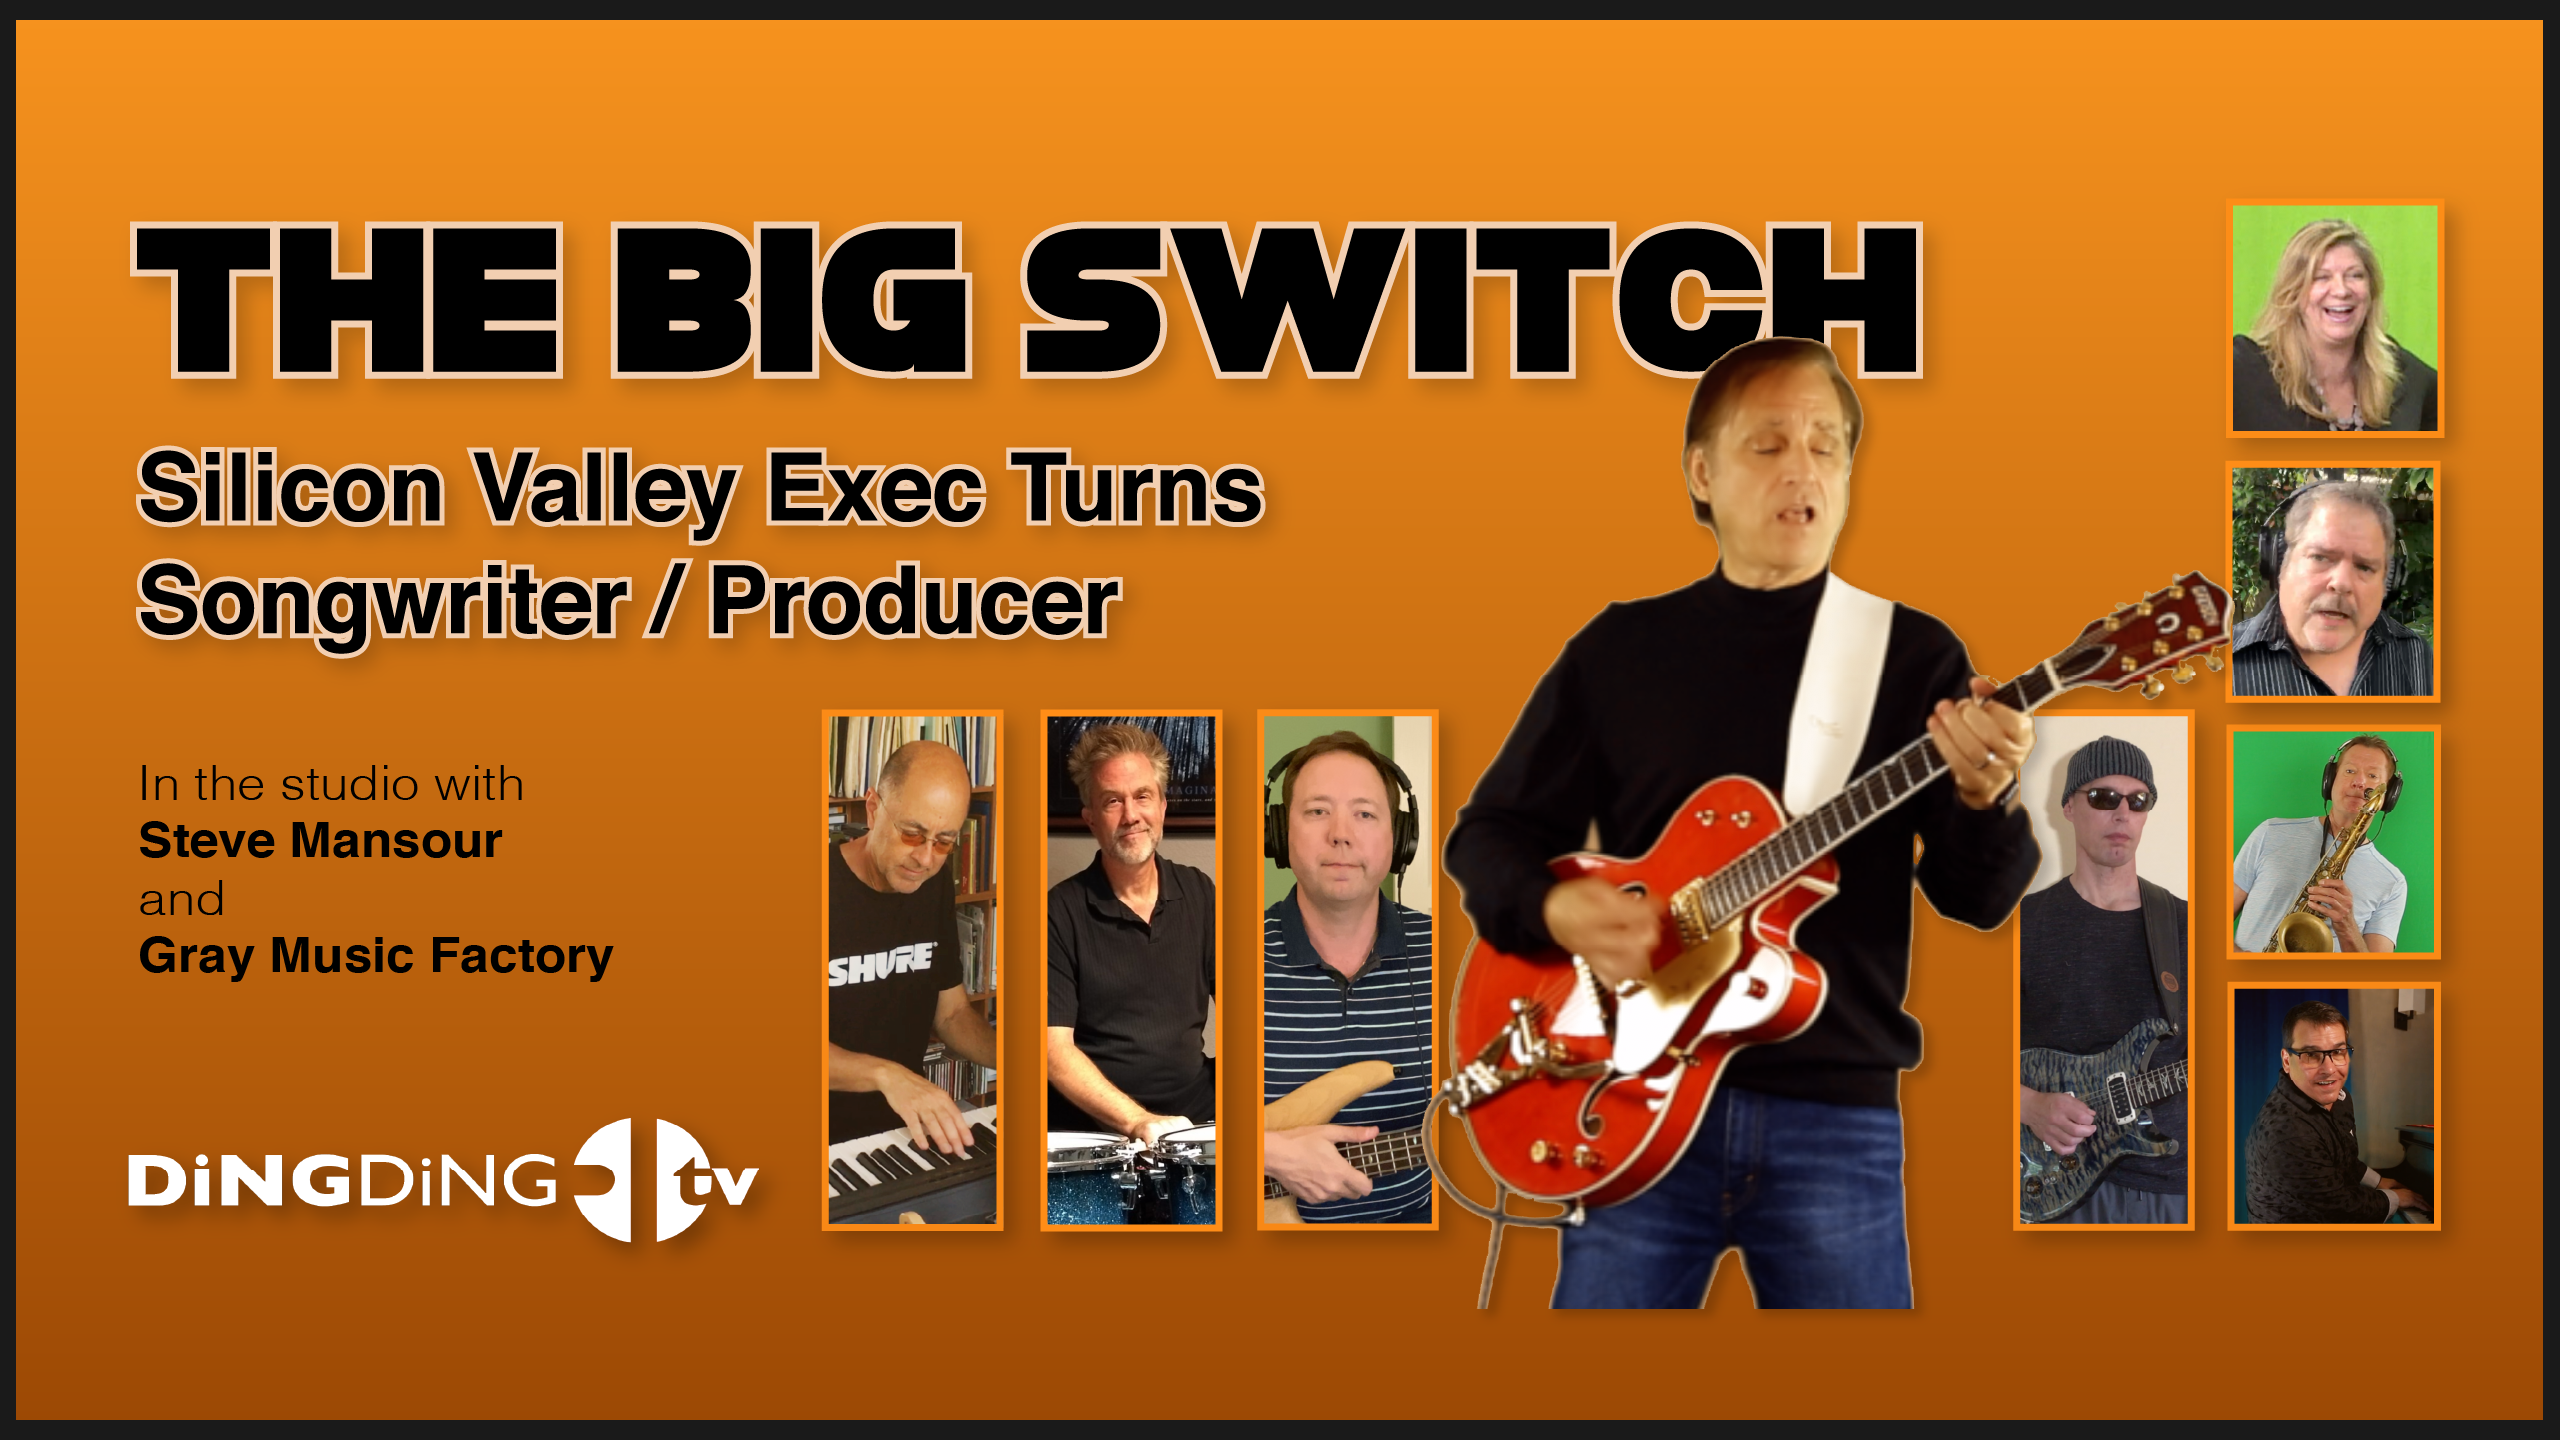 THE BIG SWITCH
Silicon Valley Exec Turns
Songwriter / Producer
In the studio with
Steve Mansour
and
Gray Music Factory
DiNGDiNG tv
SHURE